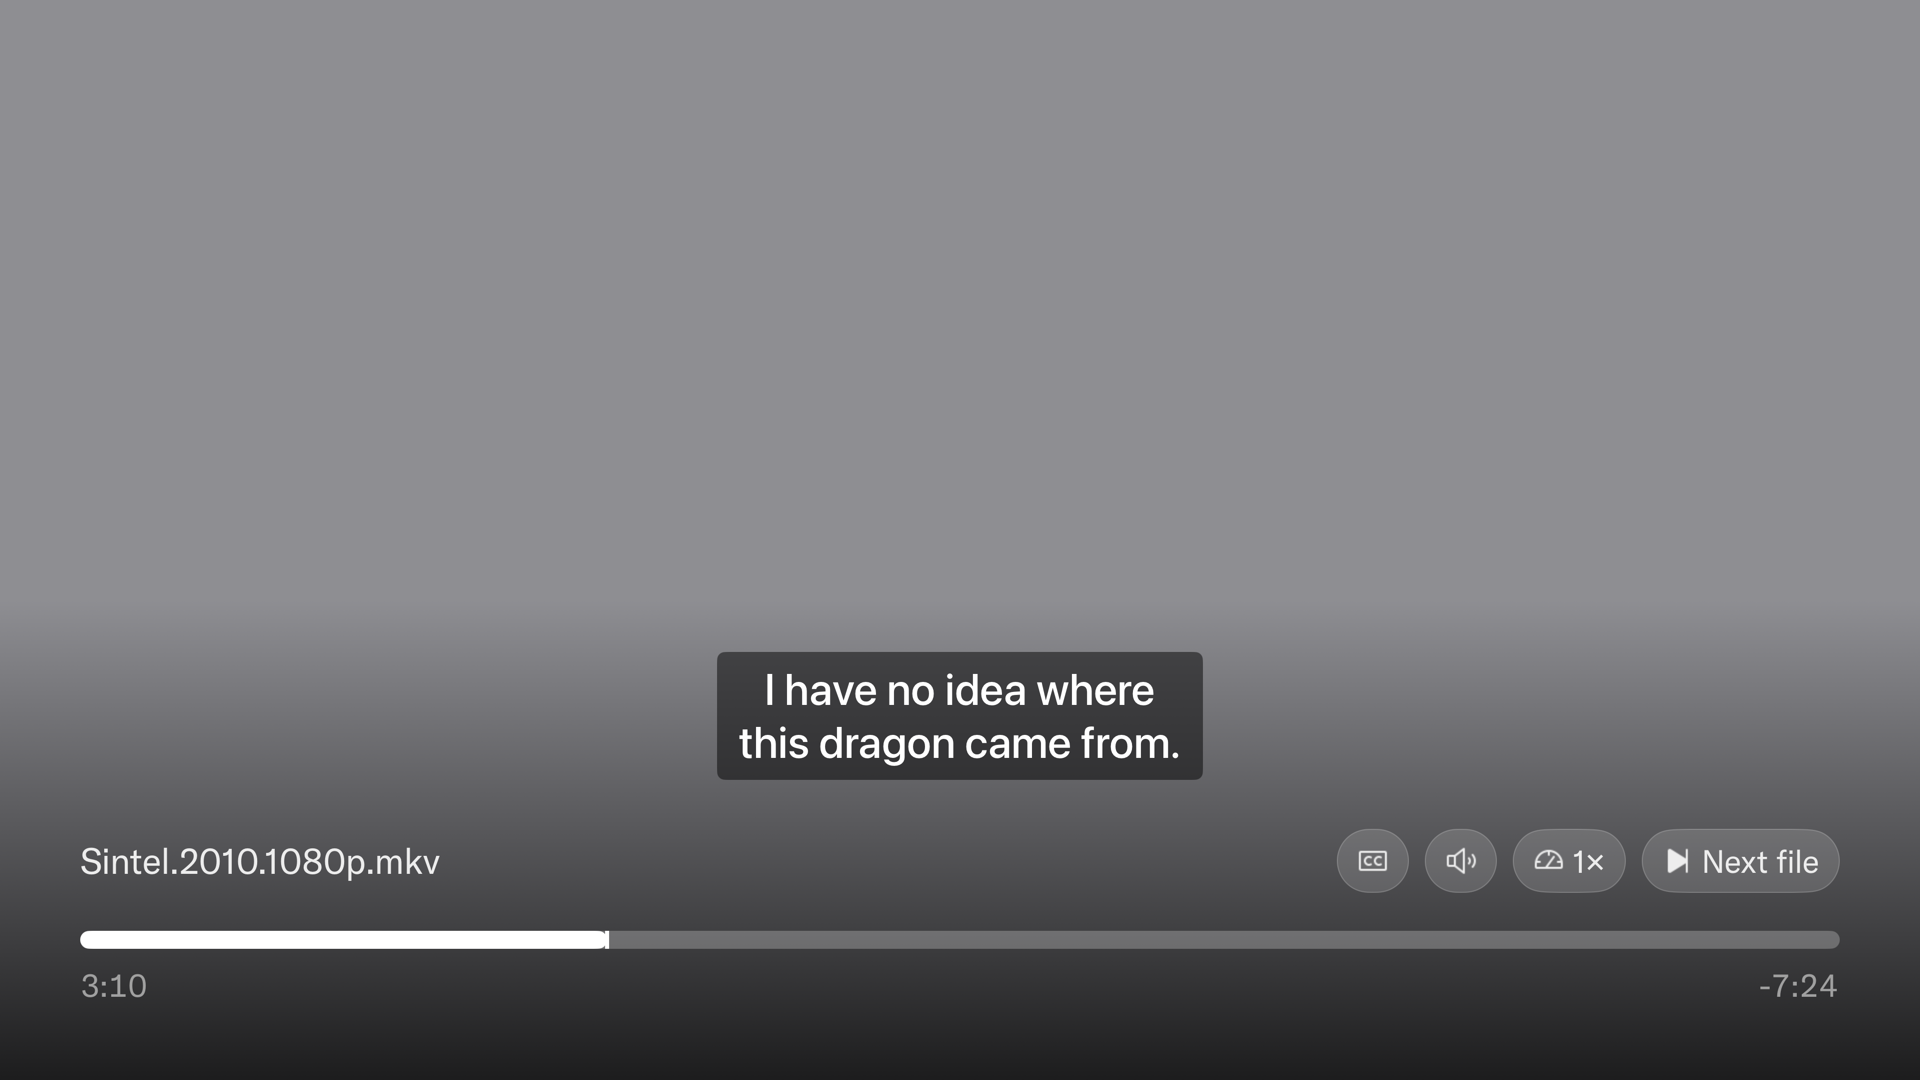 I have no idea where
this dragon came from.
Sintel.2010.1080p.mkv
CC
1×
Next file
3:10
-7:24